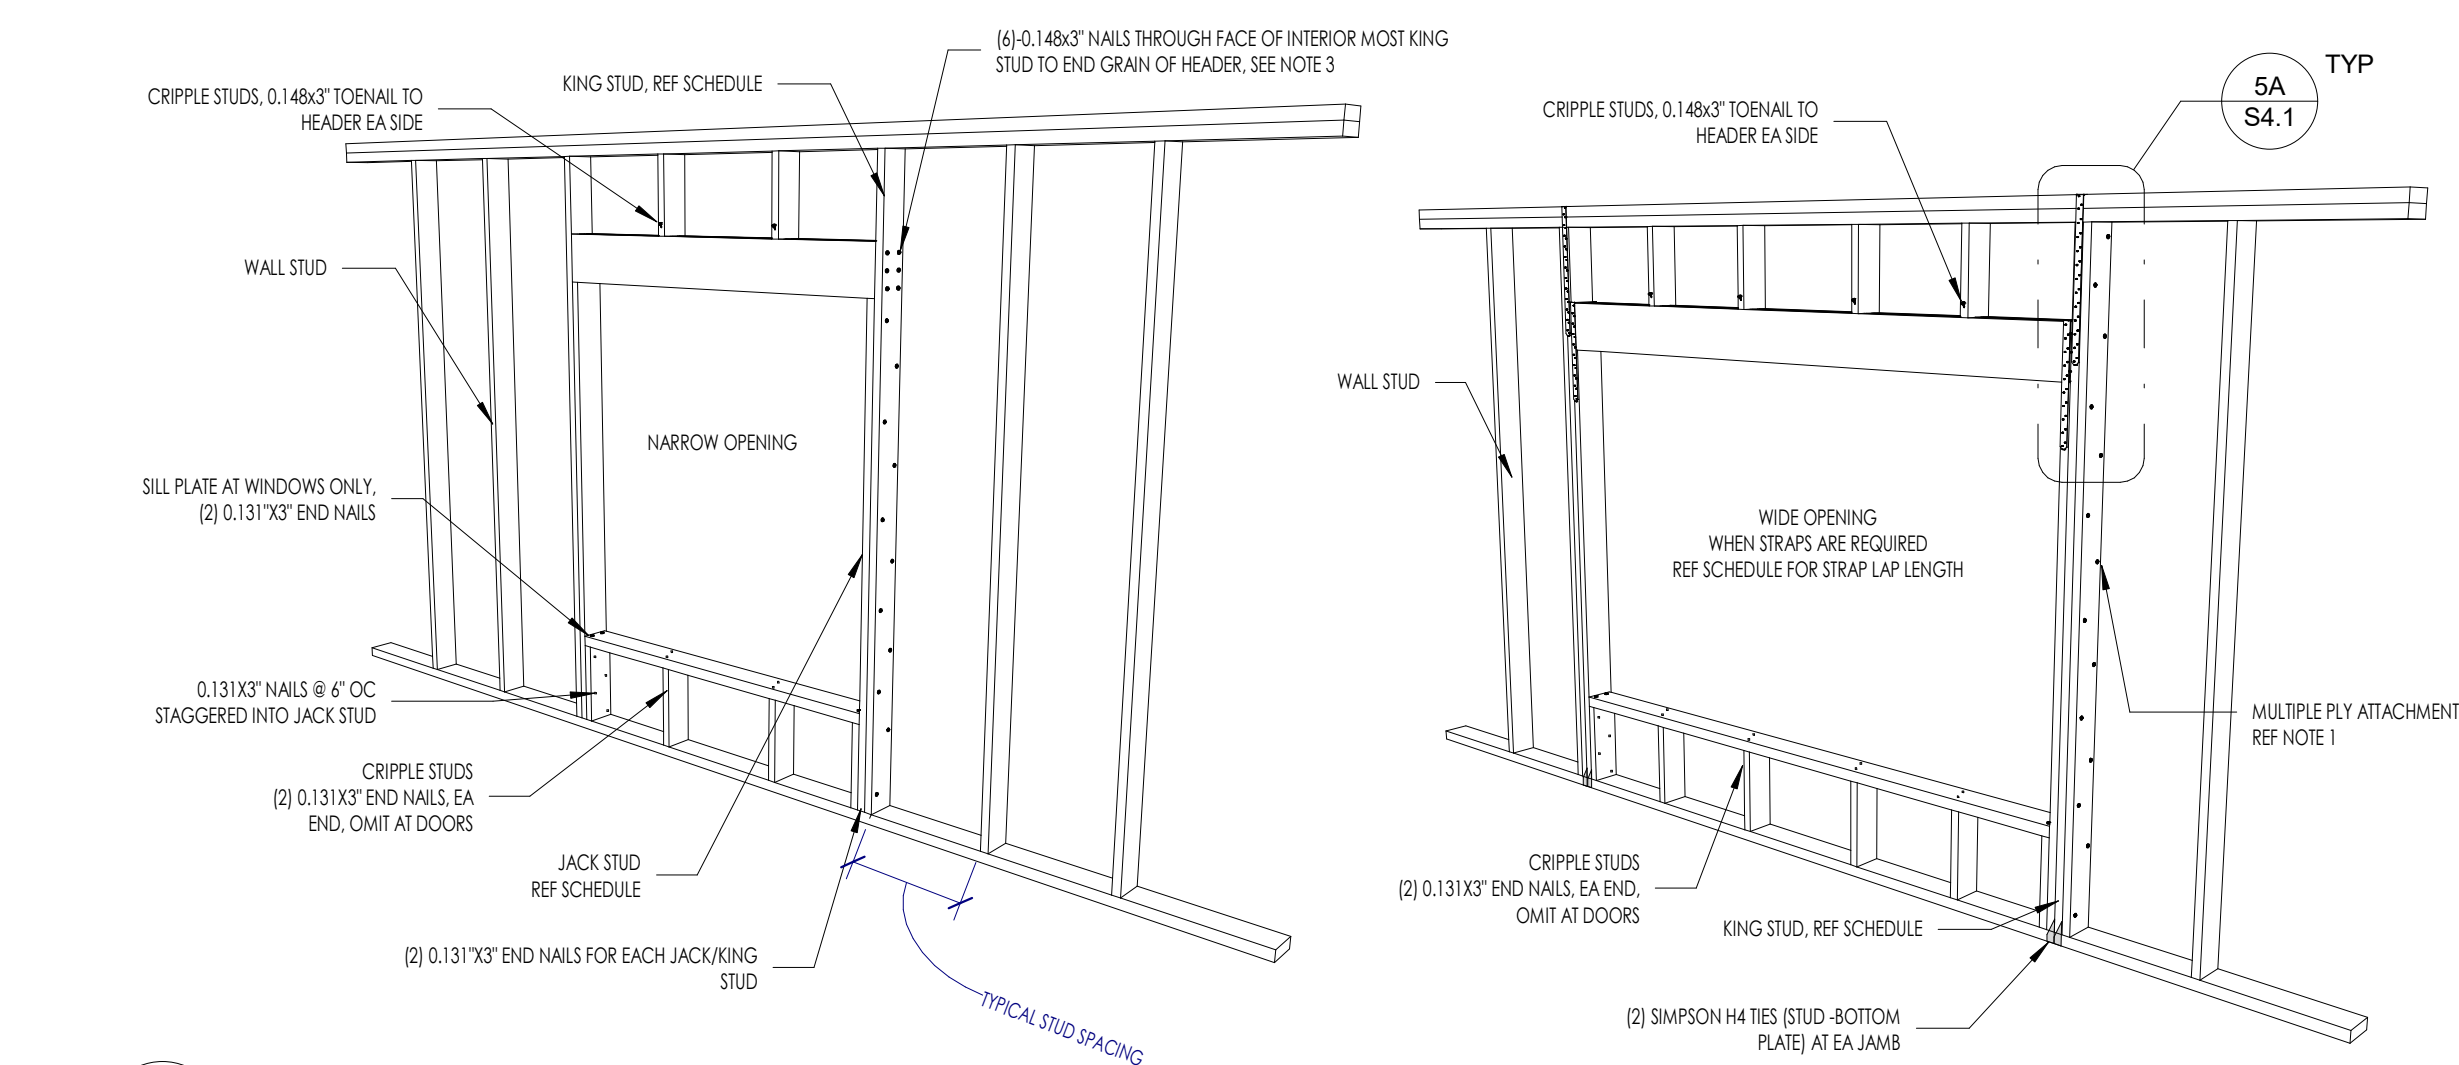 (6)-0.148x3" NAILS THROUGH FACE OF INTERIOR MOST KING
STUD TO END GRAIN OF HEADER, SEE NOTE 3
KING STUD, REF SCHEDULE
CRIPPLE STUDS, 0.148x3" TOENAIL TO
HEADER EA SIDE
WALL STUD
NARROW OPENING
SILL PLATE AT WINDOWS ONLY,
(2) 0.131"X3" END NAILS
0.131X3" NAILS @ 6" OC
STAGGERED INTO JACK STUD
CRIPPLE STUDS
(2) 0.131X3" END NAILS, EA
END, OMIT AT DOORS
JACK STUD
REF SCHEDULE
(2) 0.131"X3" END NAILS FOR EACH JACK/KING
STUD
TYPICAL STUD SPACING
5A
S4.1
TYP
CRIPPLE STUDS, 0.148x3" TOENAIL TO
HEADER EA SIDE
WALL STUD
WIDE OPENING
WHEN STRAPS ARE REQUIRED
REF SCHEDULE FOR STRAP LAP LENGTH
MULTIPLE PLY ATTACHMENT
REF NOTE 1
CRIPPLE STUDS
(2) 0.131X3" END NAILS, EA END,
OMIT AT DOORS
KING STUD, REF SCHEDULE
(2) SIMPSON H4 TIES (STUD -BOTTOM
PLATE) AT EA JAMB